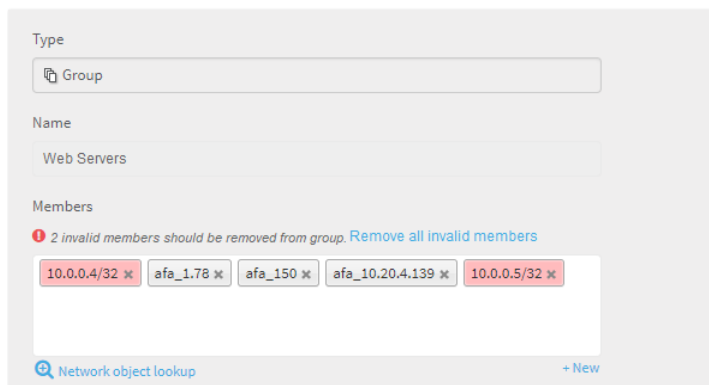 Type
Group
Name
Web Servers
Members
2 invalid members should be removed from group. Remove all invalid members
10.0.0.4/32 × afa_1.78 × afa_150 × afa_10.20.4.139 × 10.0.0.5/32 ×
Network object lookup + New